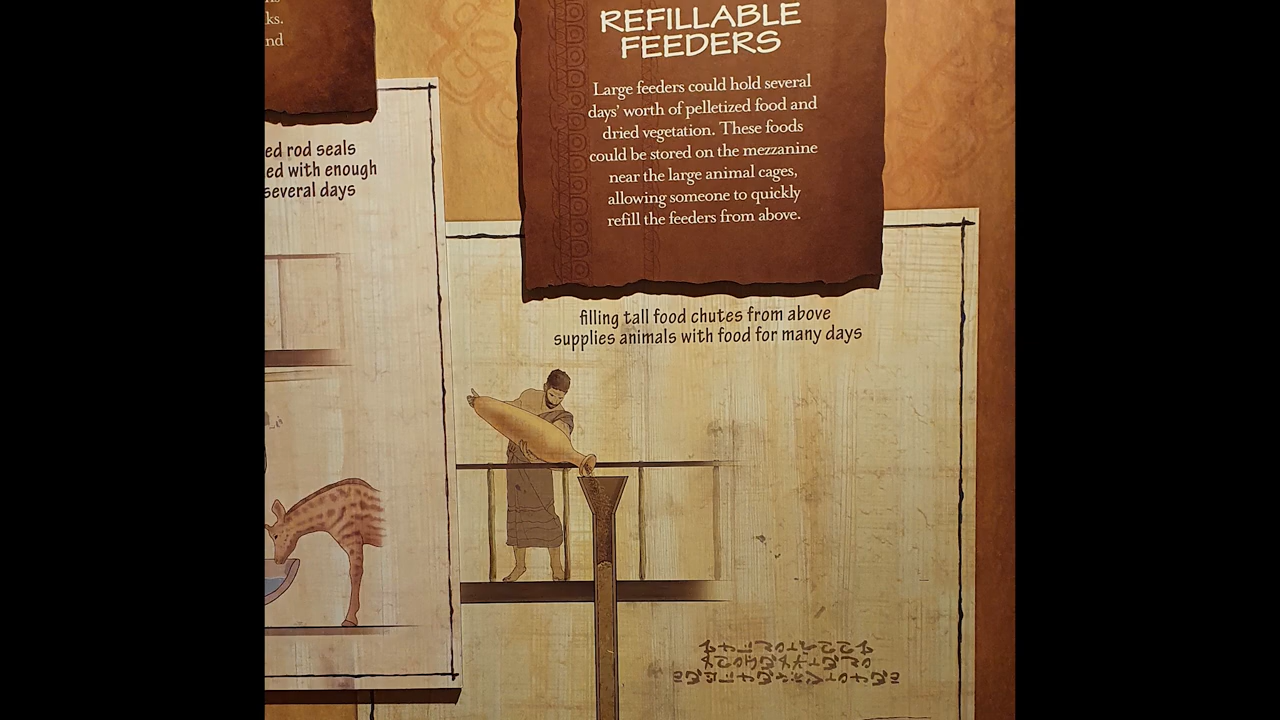 ks.
nd
ed rod seals
ed with enough
several days
REFILLABLE
FEEDERS
Large feeders could hold several
days' worth of pelletized food and
dried vegetation. These foods
could be stored on the mezzanine
near the large animal cages,
allowing someone to quickly
refill the feeders from above.
filling tall food chutes from above
supplies animals with food for many days